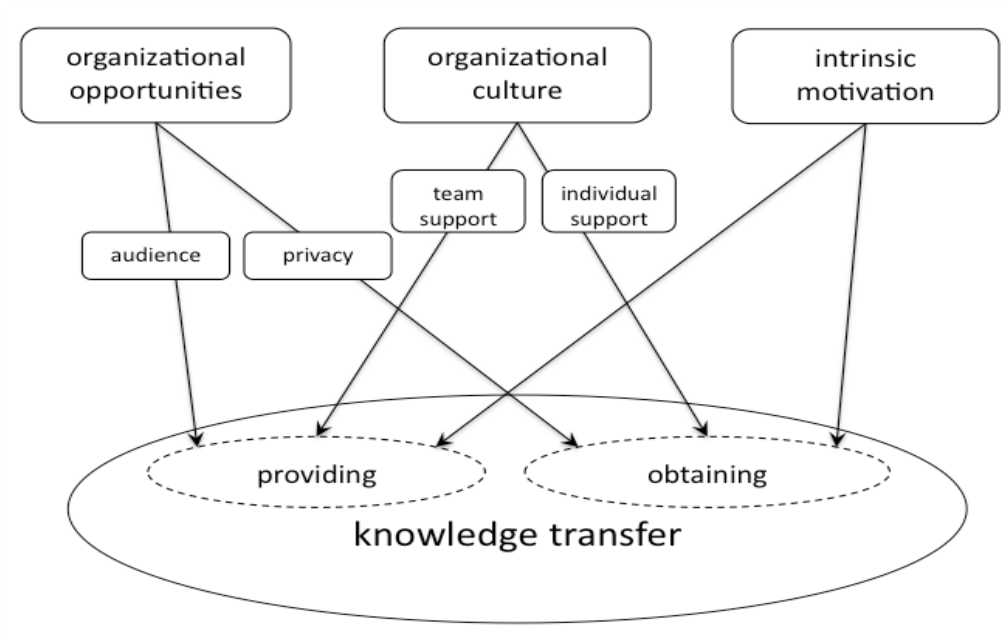 organizational
opportunities
organizational
culture
intrinsic
motivation
team
support
individual
support
audience
privacy
providing
obtaining
knowledge transfer